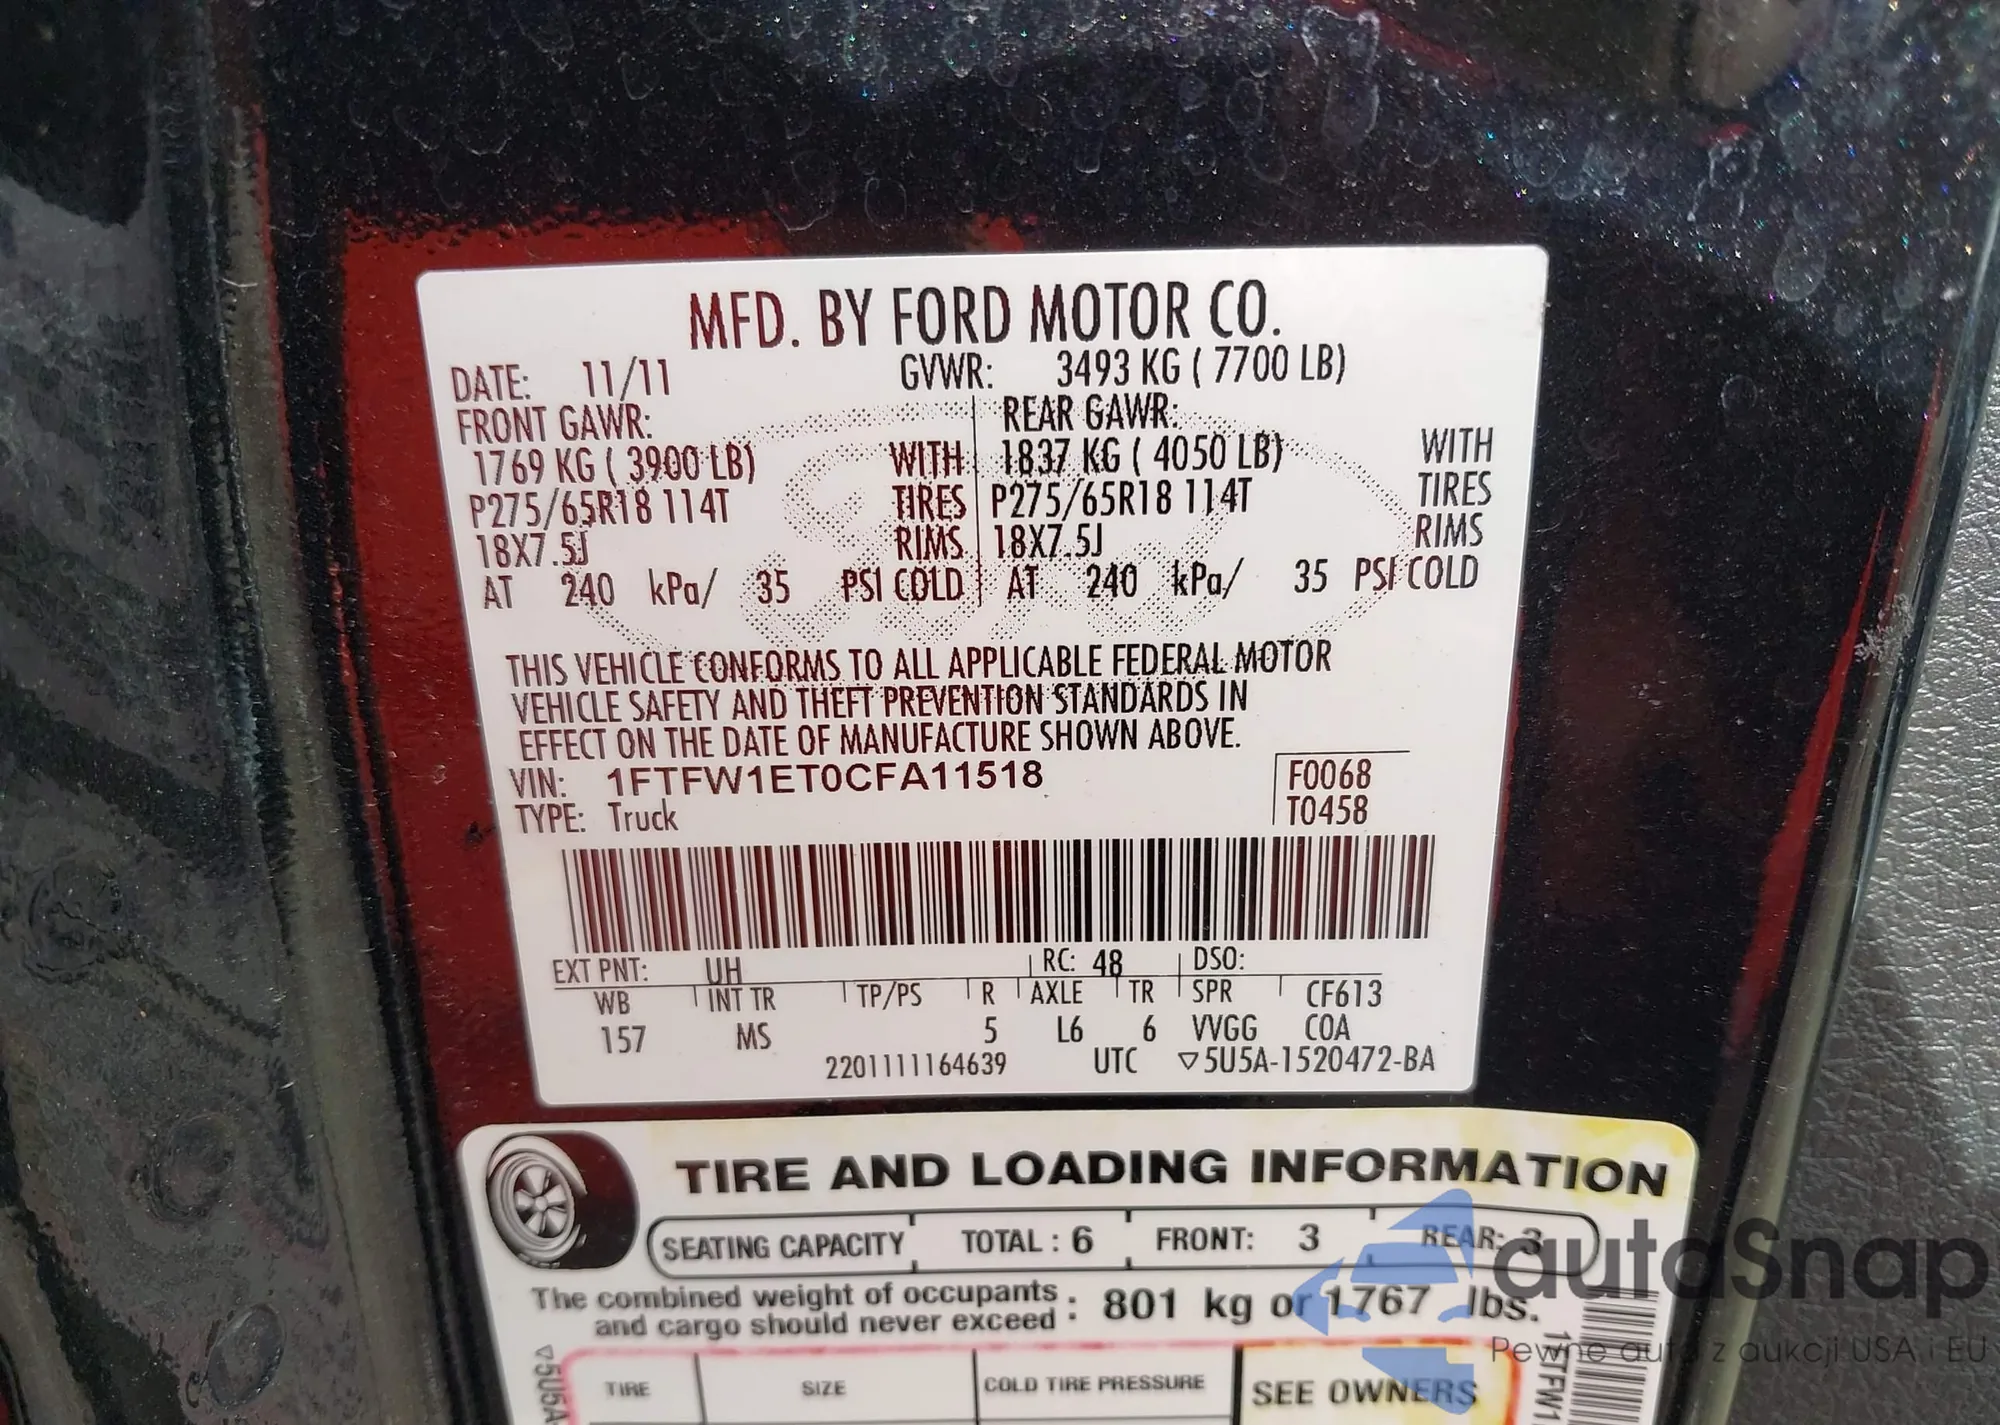 MFD. BY FORD MOTOR CO.
DATE: 11/11 GVWR: 3493 KG ( 7700 LB)
FRONT GAWR: REAR GAWR:
1769 KG ( 3900 LB) WITH 1837 KG ( 4050 LB) WITH
P275/65R18 114T TIRES P275/65R18 114T TIRES
18X7.5J RIMS 18X7.5J RIMS
AT 240 kPa/ 35 PSI COLD AT 240 kPa/ 35 PSI COLD
THIS VEHICLE CONFORMS TO ALL APPLICABLE FEDERAL MOTOR
VEHICLE SAFETY AND THEFT PREVENTION STANDARDS IN
EFFECT ON THE DATE OF MANUFACTURE SHOWN ABOVE.
VIN: 1FTFW1ET0CFA11518 F0068
TYPE: Truck T0458
EXT PNT: UH RC: 48 DSO:
WB INT TR TP/PS R AXLE TR SPR CF613
157 MS 5 L6 6 VVGG COA
2201111164639 UTC ▽5U5A-1520472-BA
TIRE AND LOADING INFORMATION
SEATING CAPACITY TOTAL : 6 FRONT: 3 REAR: 3
The combined weight of occupants
and cargo should never exceed : 801 kg or 1767 lbs.
TIRE SIZE COLD TIRE PRESSURE SEE OWNERS
▽5U5A
1FTFW1
autaSnap
Pewne auta z aukcji USA i EU